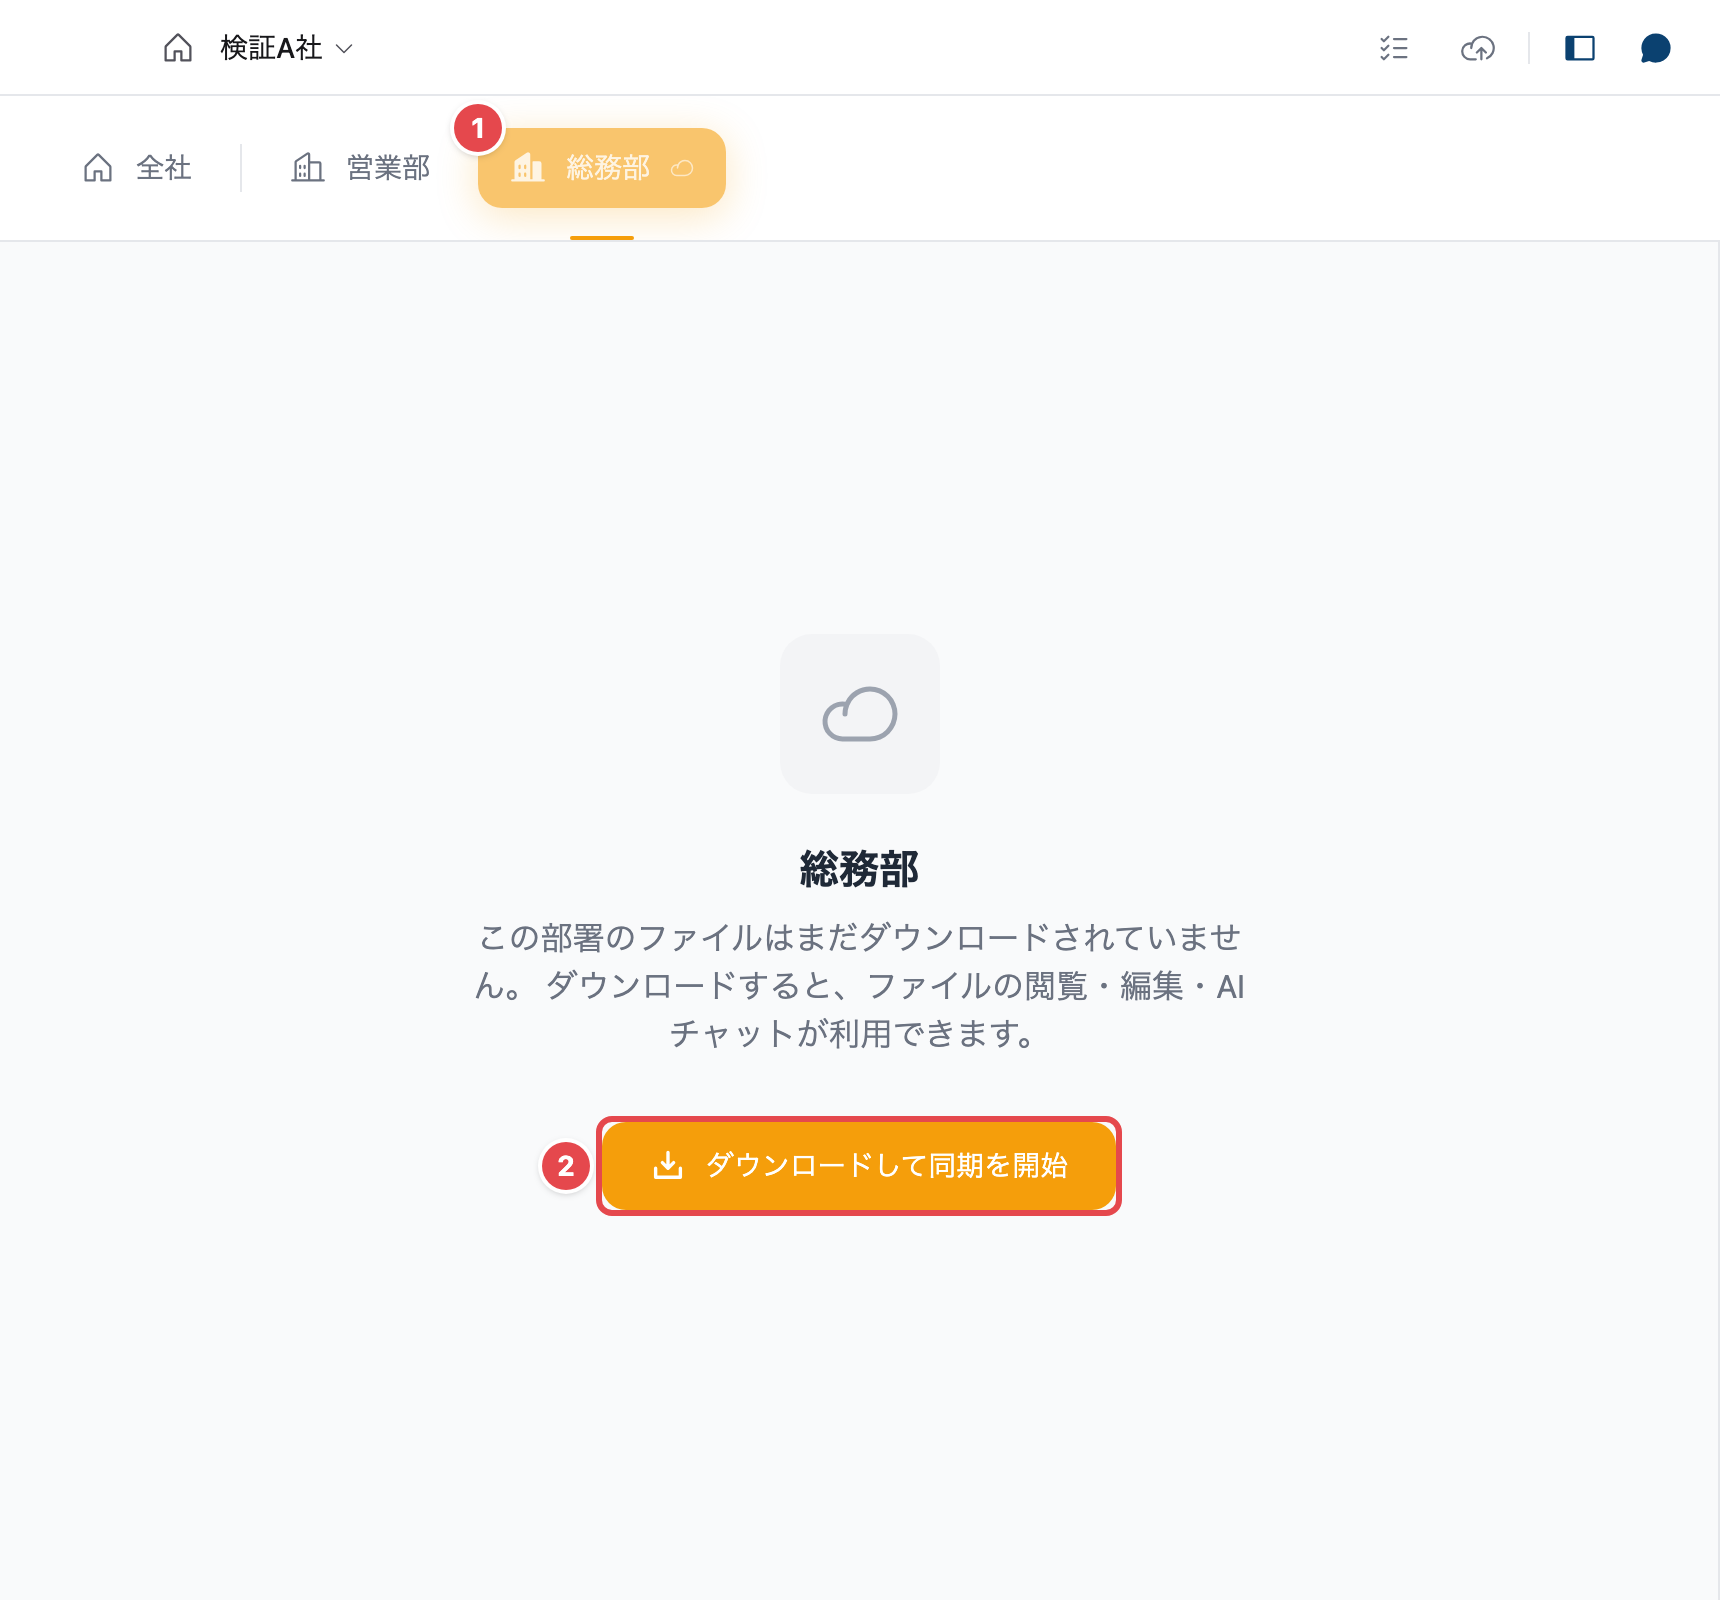 検証A社
1
全社
営業部
総務部
総務部
この部署のファイルはまだダウンロードされていませ
ん。 ダウンロードすると、ファイルの閲覧・編集・AI
チャットが利用できます。
2
ダウンロードして同期を開始